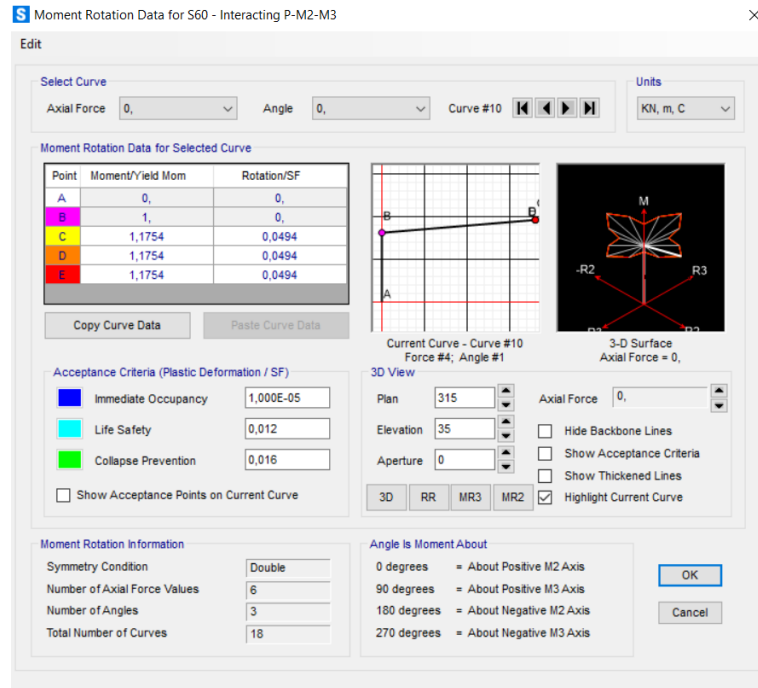 S Moment Rotation Data for S60 - Interacting P-M2-M3
Edit
Select Curve
Axial Force 0, Angle 0, Curve #10
Units
KN, m, C
Moment Rotation Data for Selected Curve
Point Moment/Yield Mom Rotation/SF
A 0, 0,
B 1, 0,
C 1,1754 0,0494
D 1,1754 0,0494
E 1,1754 0,0494
Copy Curve Data Paste Curve Data
B
A
Current Curve - Curve #10
Force #4; Angle #1
M
-R2 R3
3-D Surface
Axial Force = 0,
Acceptance Criteria (Plastic Deformation / SF)
Immediate Occupancy 1,000E-05
Life Safety 0,012
Collapse Prevention 0,016
Show Acceptance Points on Current Curve
3D View
Plan 315
Elevation 35
Aperture 0
3D RR MR3 MR2
Axial Force 0,
Hide Backbone Lines
Show Acceptance Criteria
Show Thickened Lines
Highlight Current Curve
Moment Rotation Information
Symmetry Condition Double
Number of Axial Force Values 6
Number of Angles 3
Total Number of Curves 18
Angle Is Moment About
0 degrees = About Positive M2 Axis
90 degrees = About Positive M3 Axis
180 degrees = About Negative M2 Axis
270 degrees = About Negative M3 Axis
OK
Cancel